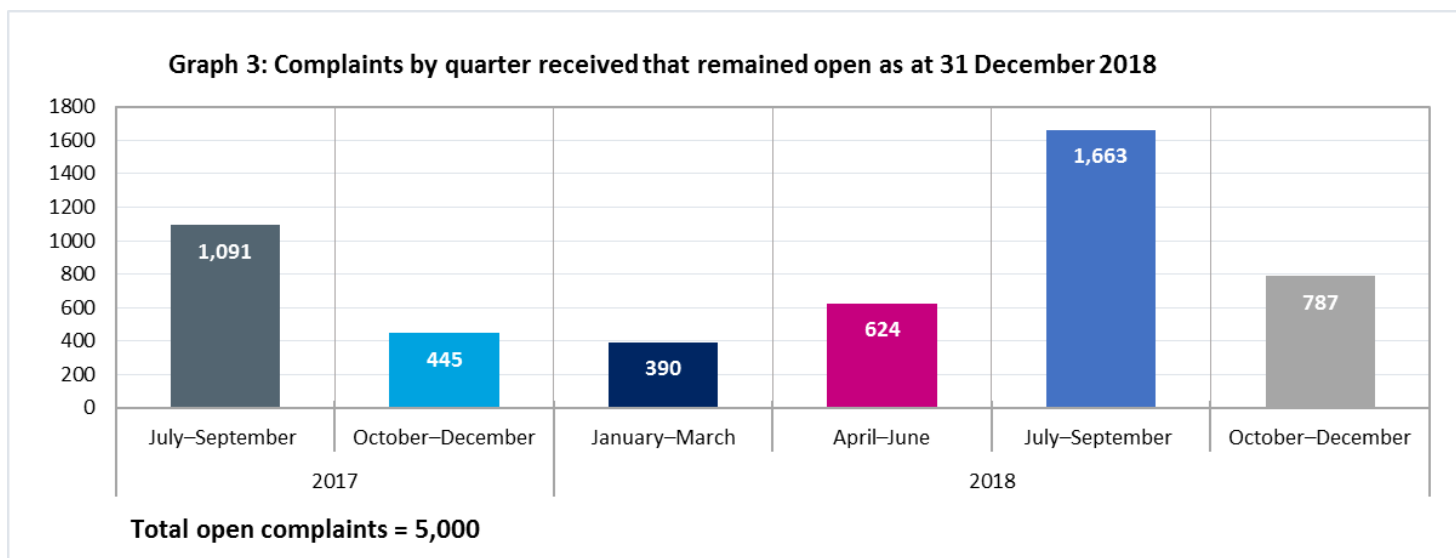 Graph 3: Complaints by quarter received that remained open as at 31 December 2018
1800
1600
1400
1200
1000
800
600
400
200
0
1,091
445
390
624
1,663
787
July–September
October–December
January–March
April–June
July–September
October–December
2017
2018
Total open complaints = 5,000